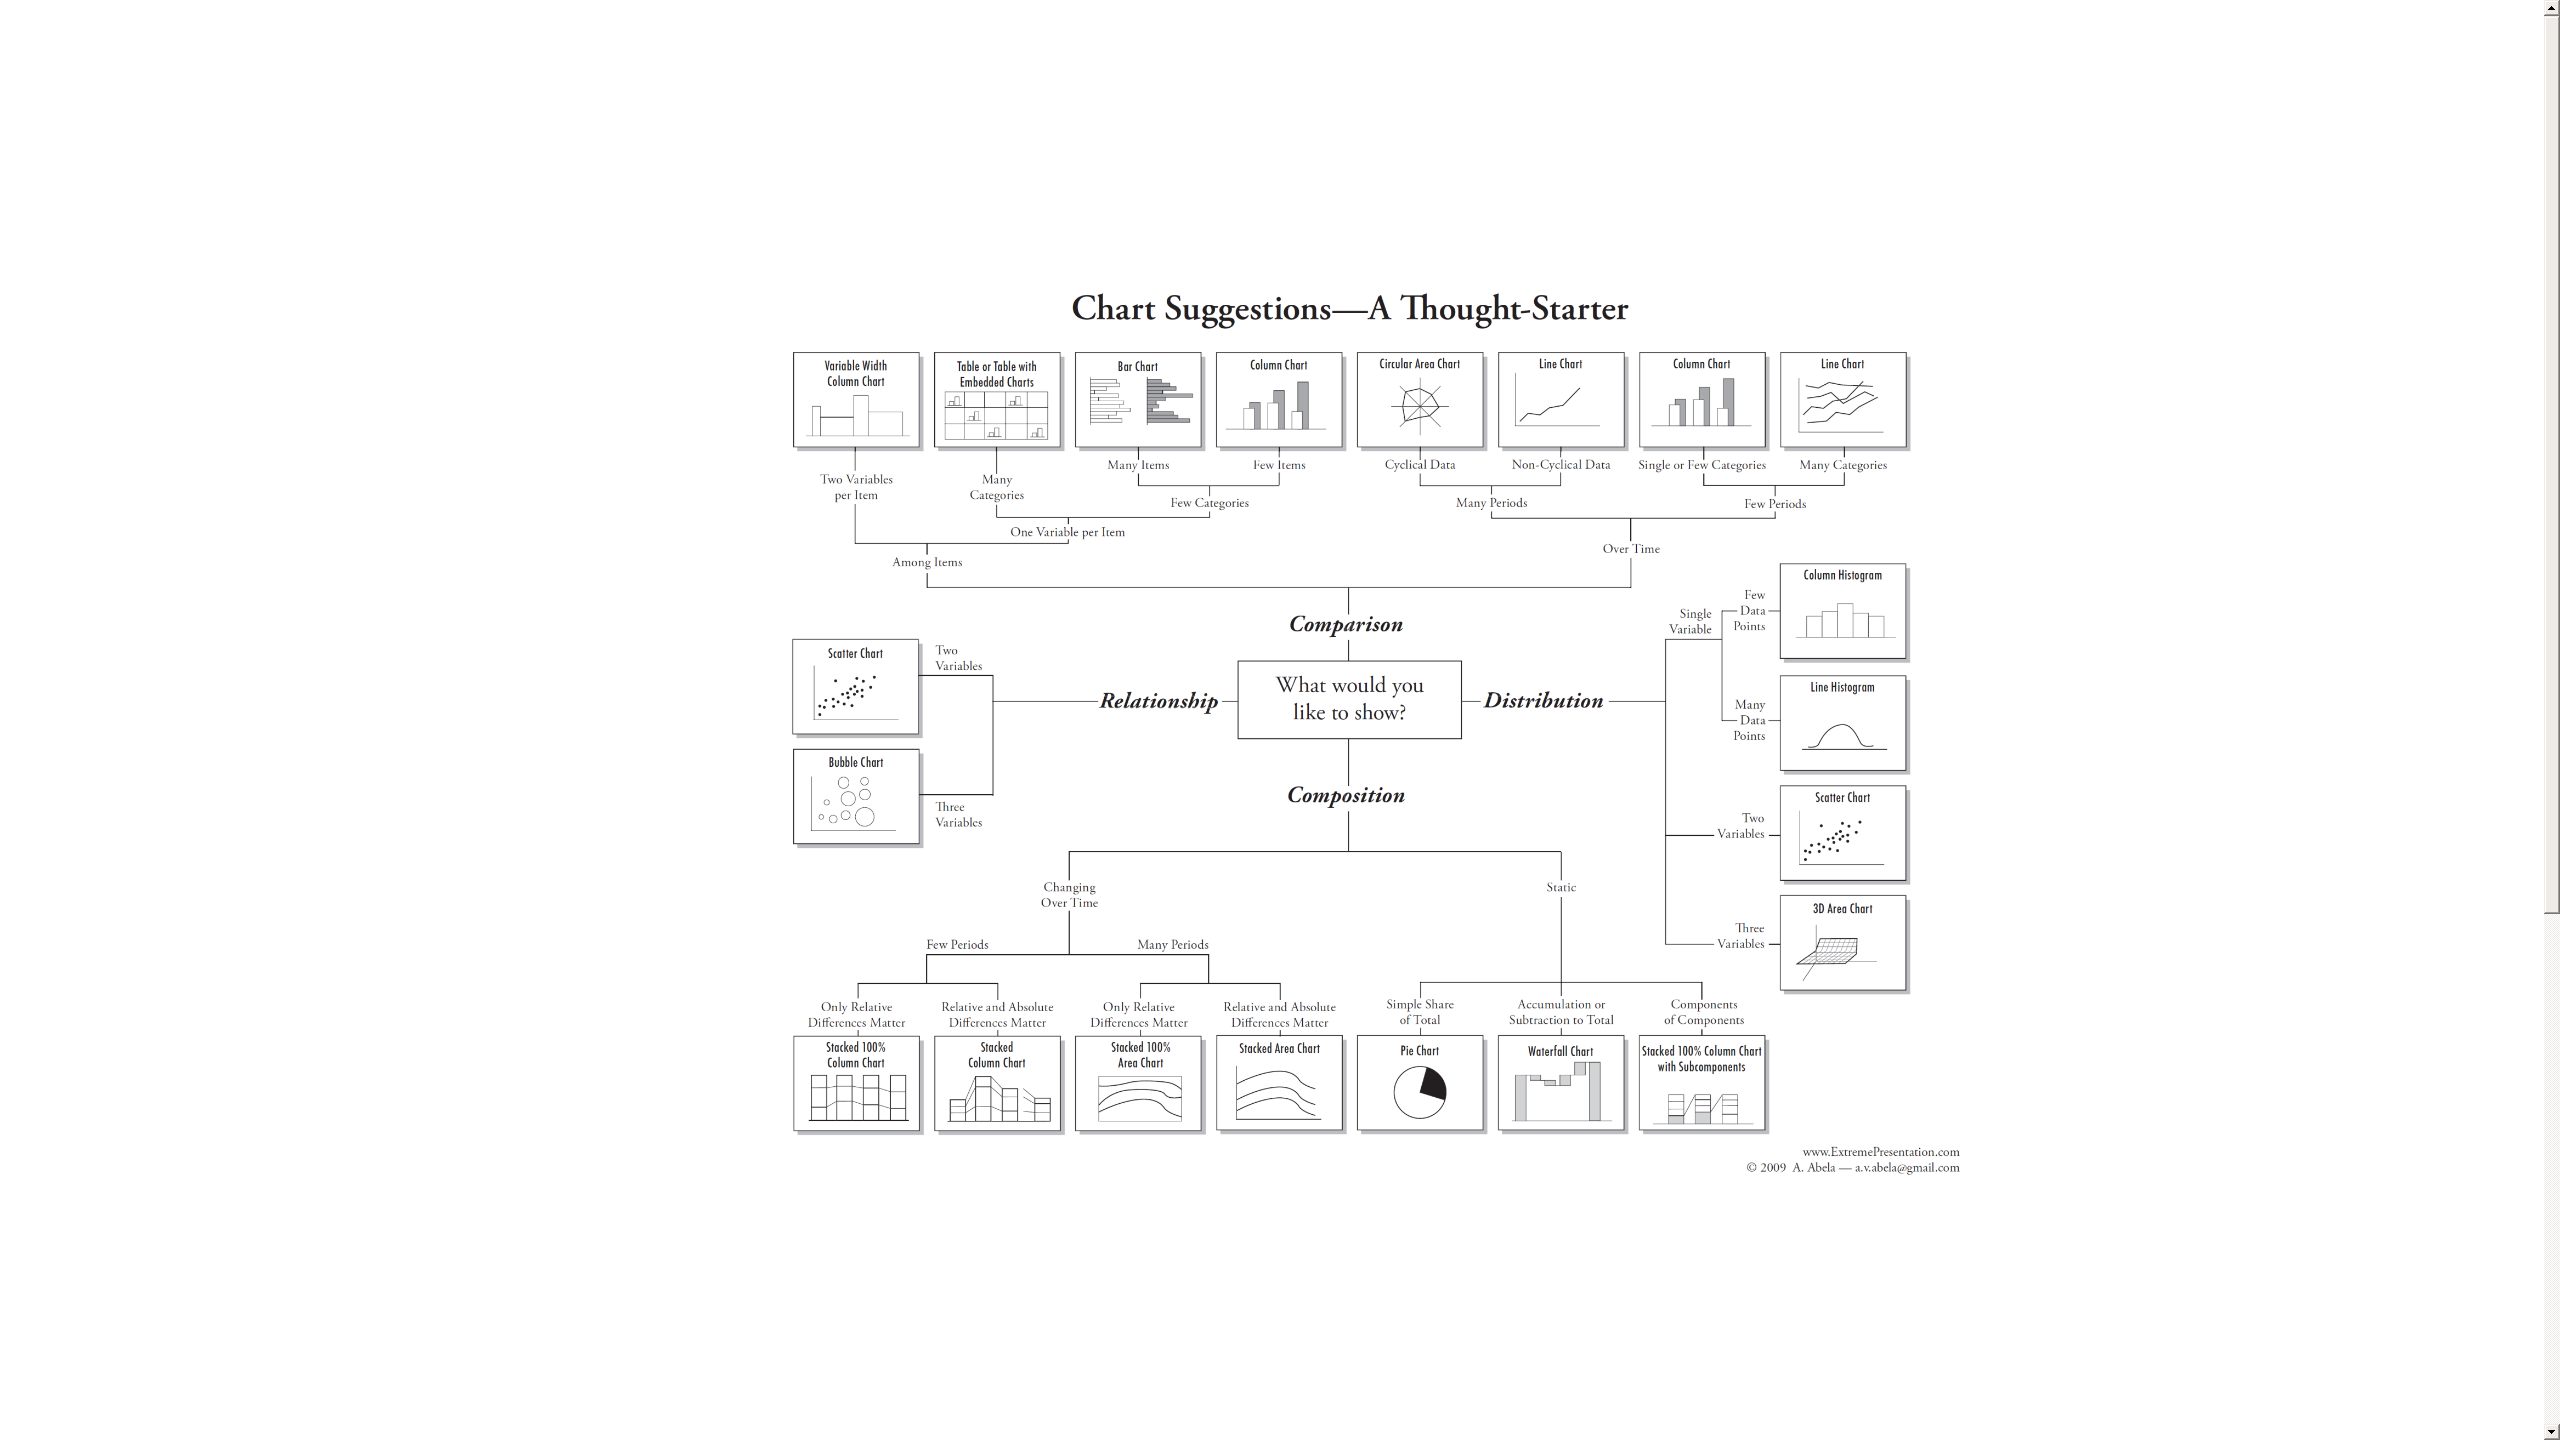 Chart Suggestions—A Thought-Starter
Variable Width
Column Chart
Table or Table with
Embedded Charts
Bar Chart
Column Chart
Circular Area Chart
Line Chart
Column Chart
Line Chart
Two Variables
per Item
Many
Categories
Many Items
Few Items
Cyclical Data
Non-Cyclical Data
Single or Few Categories
Many Categories
Few Categories
Many Periods
Few Periods
One Variable per Item
Among Items
Over Time
Comparison
What would you
like to show?
Relationship
Two
Variables
Scatter Chart
Three
Variables
Bubble Chart
Distribution
Single
Variable
Few
Data
Points
Column Histogram
Many
Data
Points
Line Histogram
Two
Variables
Scatter Chart
Three
Variables
3D Area Chart
Composition
Changing
Over Time
Static
Few Periods
Many Periods
Only Relative
Differences Matter
Relative and Absolute
Differences Matter
Only Relative
Differences Matter
Relative and Absolute
Differences Matter
Simple Share
of Total
Accumulation or
Subtraction to Total
Components
of Components
Stacked 100%
Column Chart
Stacked
Column Chart
Stacked 100%
Area Chart
Stacked Area Chart
Pie Chart
Waterfall Chart
Stacked 100% Column Chart
with Subcomponents
www.ExtremePresentation.com
© 2009 A. Abela — a.v.abela@gmail.com